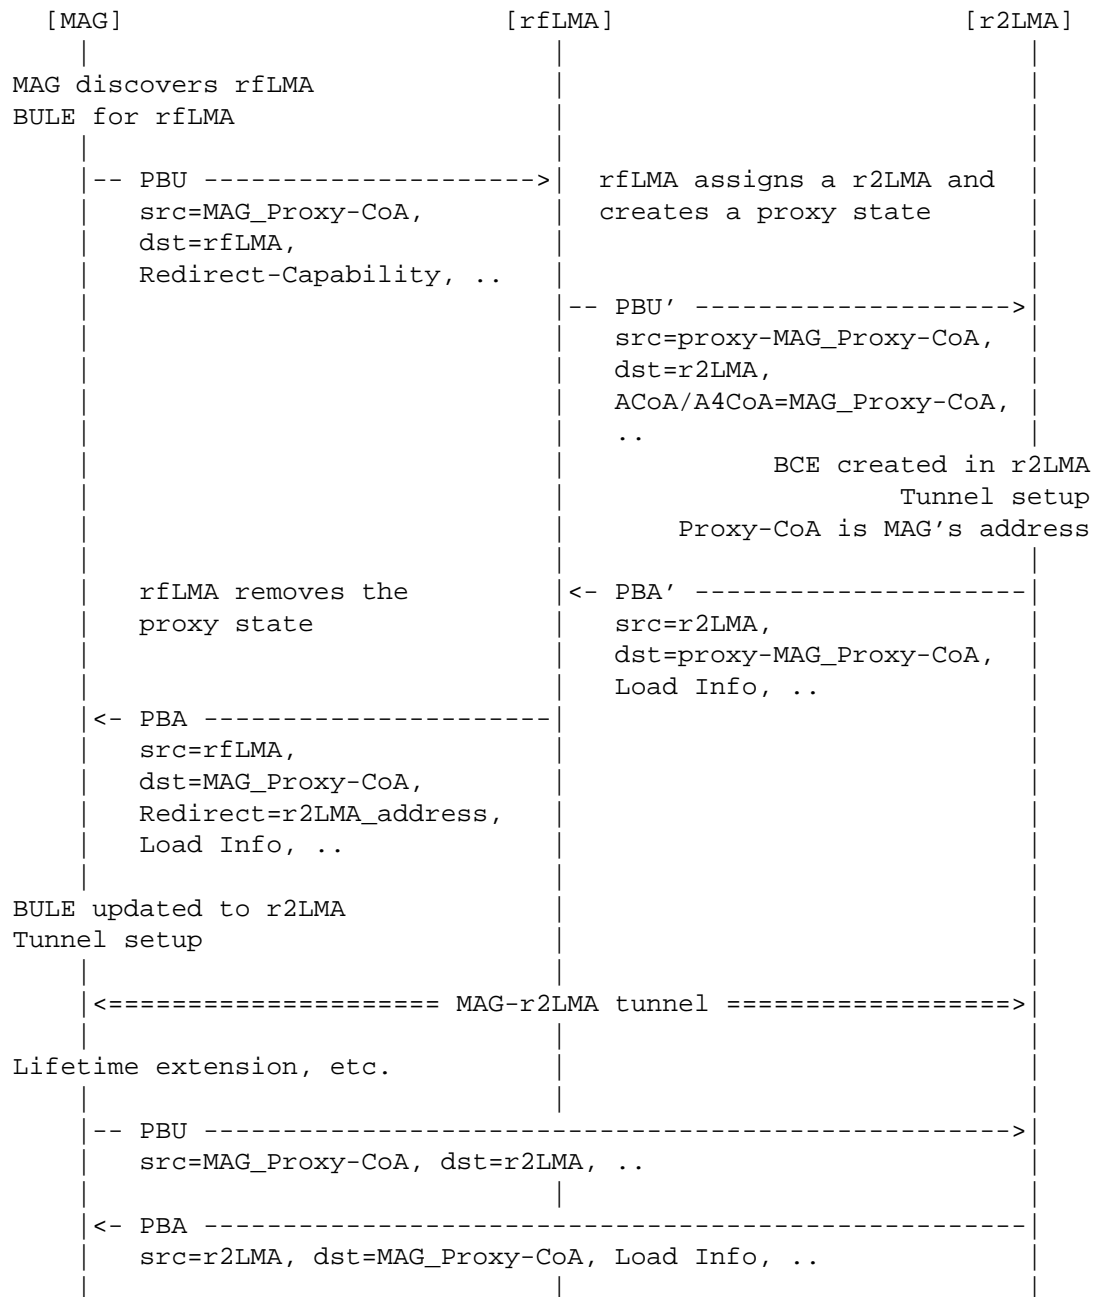 [MAG]                        [rfLMA]                      [r2LMA]
MAG discovers rfLMA
BULE for rfLMA
|-- PBU --------------------->|  rfLMA assigns a r2LMA and   |
|   src=MAG_Proxy-CoA,        |  creates a proxy state       |
|   dst=rfLMA,                |                              |
|   Redirect-Capability, ..   |                              |
|                             |-- PBU' -------------------->|
|                             |   src=proxy-MAG_Proxy-CoA,  |
|                             |   dst=r2LMA,                |
|                             |   ACoA/A4CoA=MAG_Proxy-CoA, |
|                             |   ..                        |
BCE created in r2LMA
Tunnel setup
Proxy-CoA is MAG's address
|   rfLMA removes the         |<- PBA' ---------------------|
|   proxy state               |   src=r2LMA,                |
|                             |   dst=proxy-MAG_Proxy-CoA,  |
|                             |   Load Info, ..             |
|<- PBA ----------------------|                             |
|   src=rfLMA,                |                             |
|   dst=MAG_Proxy-CoA,        |                             |
|   Redirect=r2LMA_address,   |                             |
|   Load Info, ..             |                             |
BULE updated to r2LMA
Tunnel setup
|<===================== MAG-r2LMA tunnel ==================>|
Lifetime extension, etc.
|-- PBU --------------------------------------------------->|
|   src=MAG_Proxy-CoA, dst=r2LMA, ..                        |
|<- PBA ----------------------------------------------------|
|   src=r2LMA, dst=MAG_Proxy-CoA, Load Info, ..             |